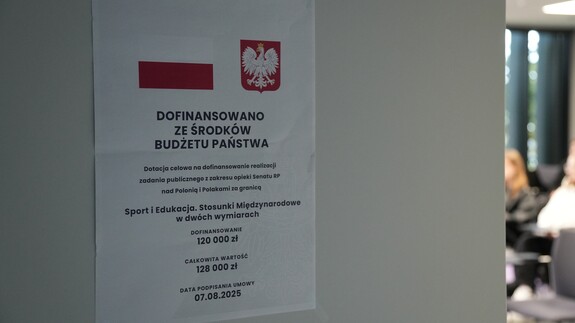 DOFINANSOWANO
ZE ŚRODKÓW
BUDŻETU PAŃSTWA
Dotacja celowa na dofinansowanie realizacji
zadania publicznego z zakresu opieki Senatu RP
nad Polonią i Polakami za granicą
Sport i Edukacja. Stosunki Międzynarodowe
w dwóch wymiarach
DOFINANSOWANIE
120 000 zł
CAŁKOWITA WARTOŚĆ
128 000 zł
DATA PODPISANIA UMOWY
07.08.2025